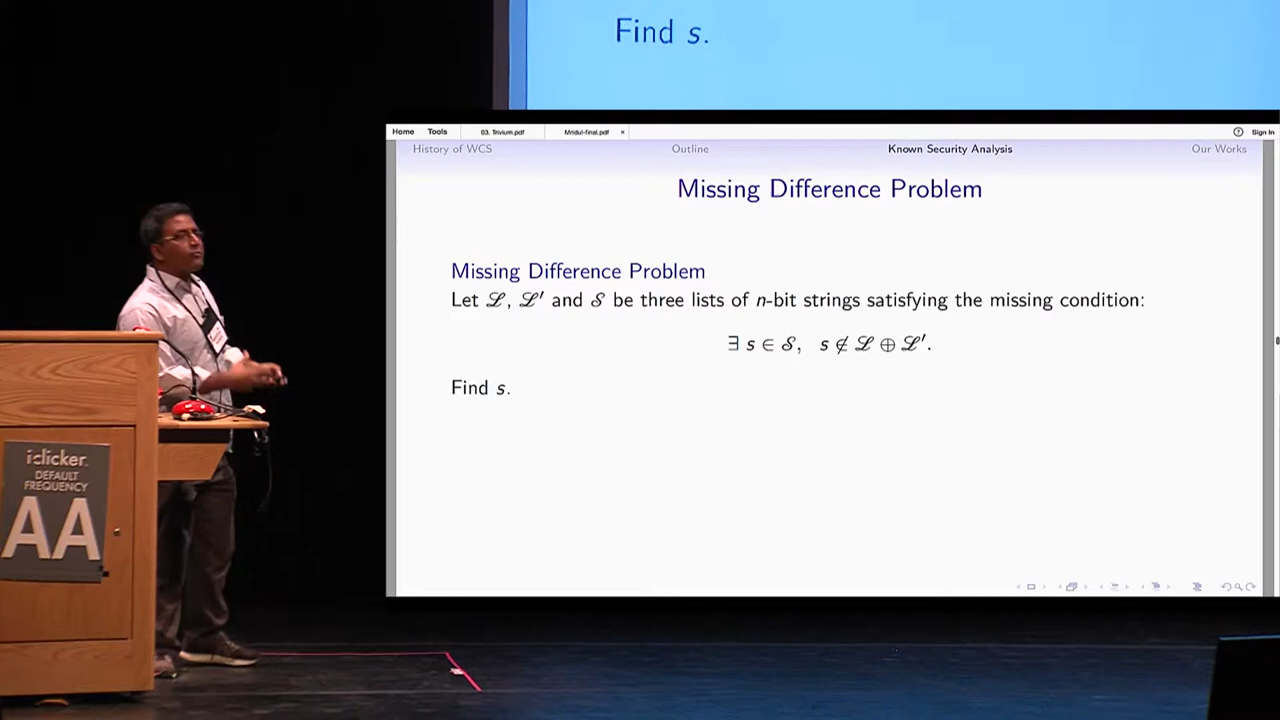 Find s.
Home Tools 03. Trivium.pdf Mridul-final.pdf × Sign In
History of WCS Outline Known Security Analysis Our Works
Missing Difference Problem
Missing Difference Problem
Let ℒ, ℒ′ and 𝒮 be three lists of n-bit strings satisfying the missing condition:
∃ s ∈ 𝒮, s ∉ ℒ ⊕ ℒ′.
Find s.
iclicker.
DEFAULT
FREQUENCY
AA